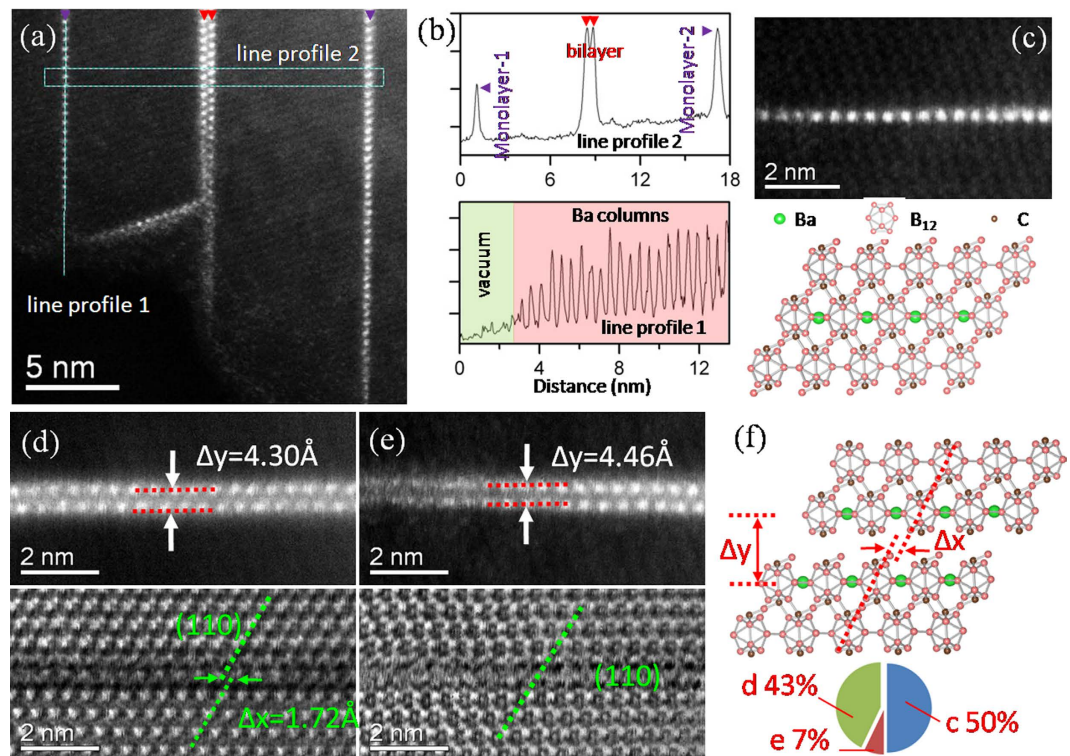 (a)
line profile 2
line profile 1
5 nm
(b)
Monolayer-1
bilayer
Monolayer-2
line profile 2
0 3 6 9 12 15 18
vacuum
Ba columns
line profile 1
0 4 8 12
Distance (nm)
(c)
2 nm
Ba B12 C
(d)
Δy=4.30Å
2 nm
(110)
Δx=1.72Å
2 nm
(e)
Δy=4.46Å
2 nm
(110)
2 nm
(f)
Δy
Δx
d 43%
c 50%
e 7%